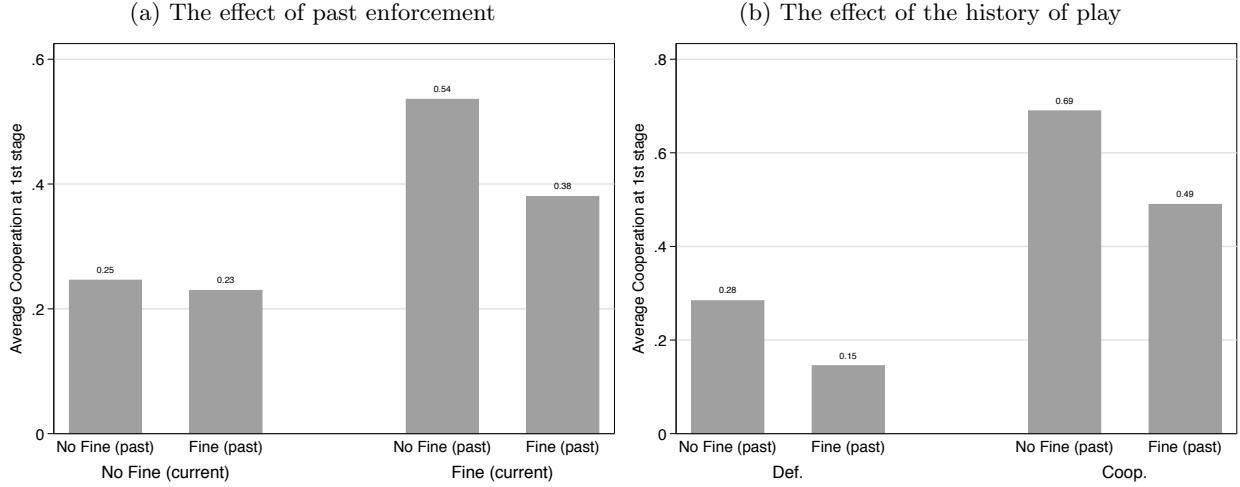 (a) The effect of past enforcement
Average Cooperation at 1st stage
.6
.4
.2
0
0.25
0.23
0.54
0.38
No Fine (past) Fine (past) No Fine (past) Fine (past)
No Fine (current) Fine (current)
(b) The effect of the history of play
Average Cooperation at 1st stage
.8
.6
.4
.2
0
0.28
0.15
0.69
0.49
No Fine (past) Fine (past) No Fine (past) Fine (past)
Def. Coop.